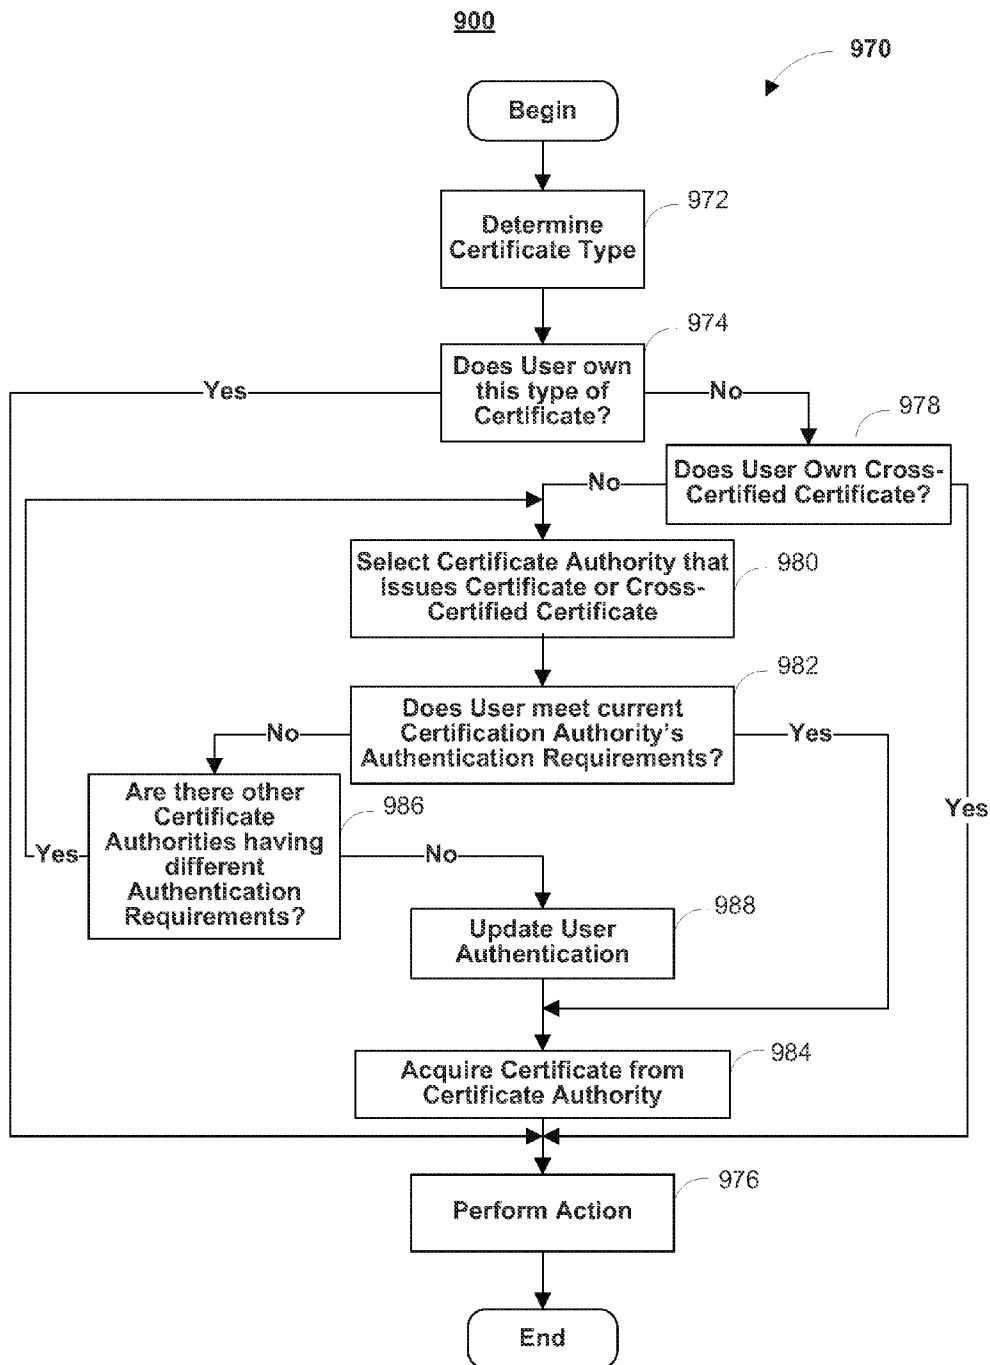 900
970
Begin
972
Determine
Certificate Type
974
Does User own
this type of
Certificate?
Yes
No
978
Does User Own Cross-
Certified Certificate?
No
Select Certificate Authority that
issues Certificate or Cross-
Certified Certificate
980
982
Does User meet current
Certification Authority's
Authentication Requirements?
No
Yes
Are there other
Certificate
Authorities having
different
Authentication
Requirements?
986
Yes
No
Yes
988
Update User
Authentication
984
Acquire Certificate from
Certificate Authority
976
Perform Action
End